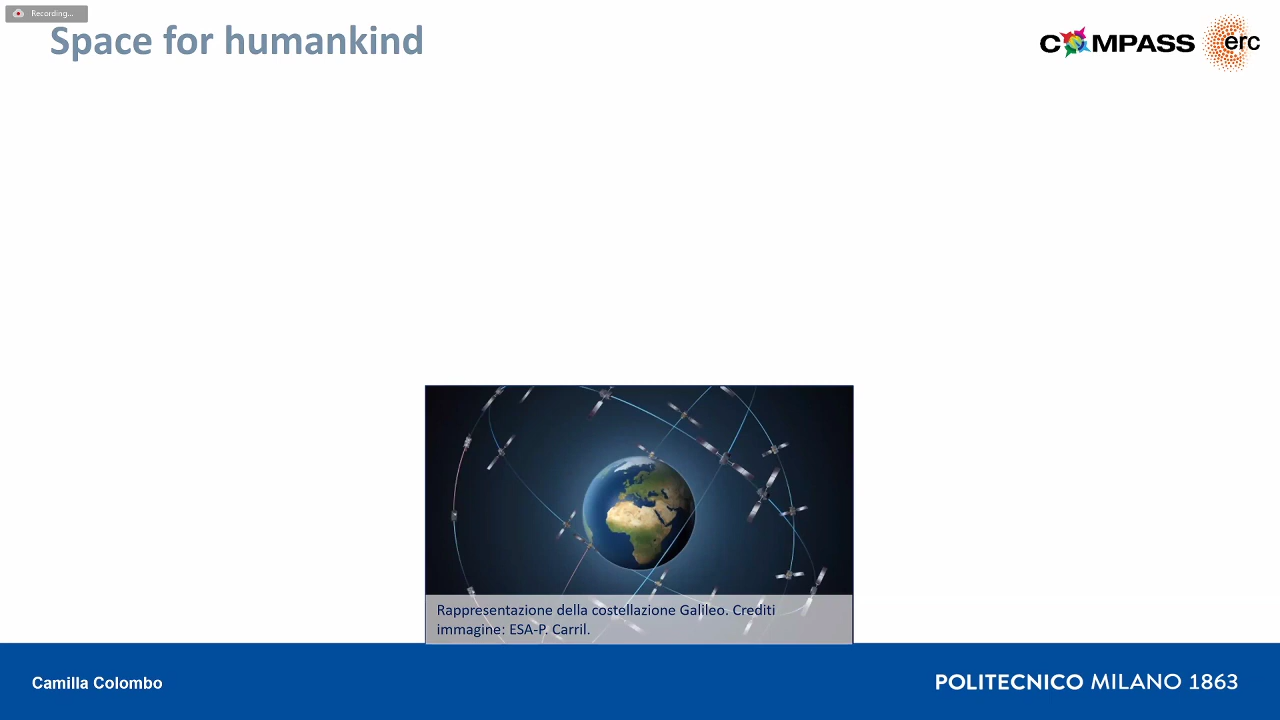 Recording...
Space for humankind
COMPASS
erc
Rappresentazione della costellazione Galileo. Crediti
immagine: ESA-P. Carril.
Camilla Colombo
POLITECNICO MILANO 1863